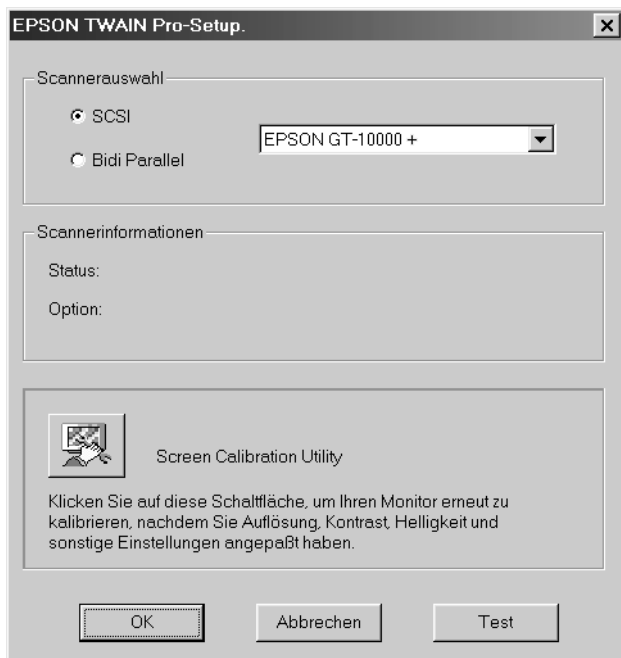 EPSON TWAIN Pro-Setup.
Scannerauswahl
SCSI
EPSON GT-10000 +
Bidi Parallel
Scannerinformationen
Status:
Option:
Screen Calibration Utility
Klicken Sie auf diese Schaltfläche, um Ihren Monitor erneut zu
kalibrieren, nachdem Sie Auflösung, Kontrast, Helligkeit und
sonstige Einstellungen angepaßt haben.
OK
Abbrechen
Test